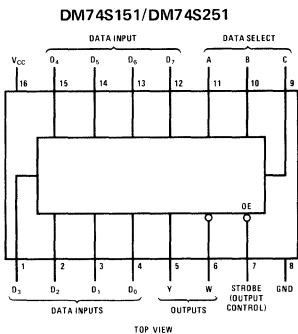 DM74S151/DM74S251
DATA INPUT DATA SELECT
VCC D4 D5 D6 D7 A B C
16 15 14 13 12 11 10 9
OE
1 2 3 4 5 6 7 8
D3 D2 D1 D0 Y W STROBE GND
(OUTPUT
CONTROL)
DATA INPUTS OUTPUTS
TOP VIEW